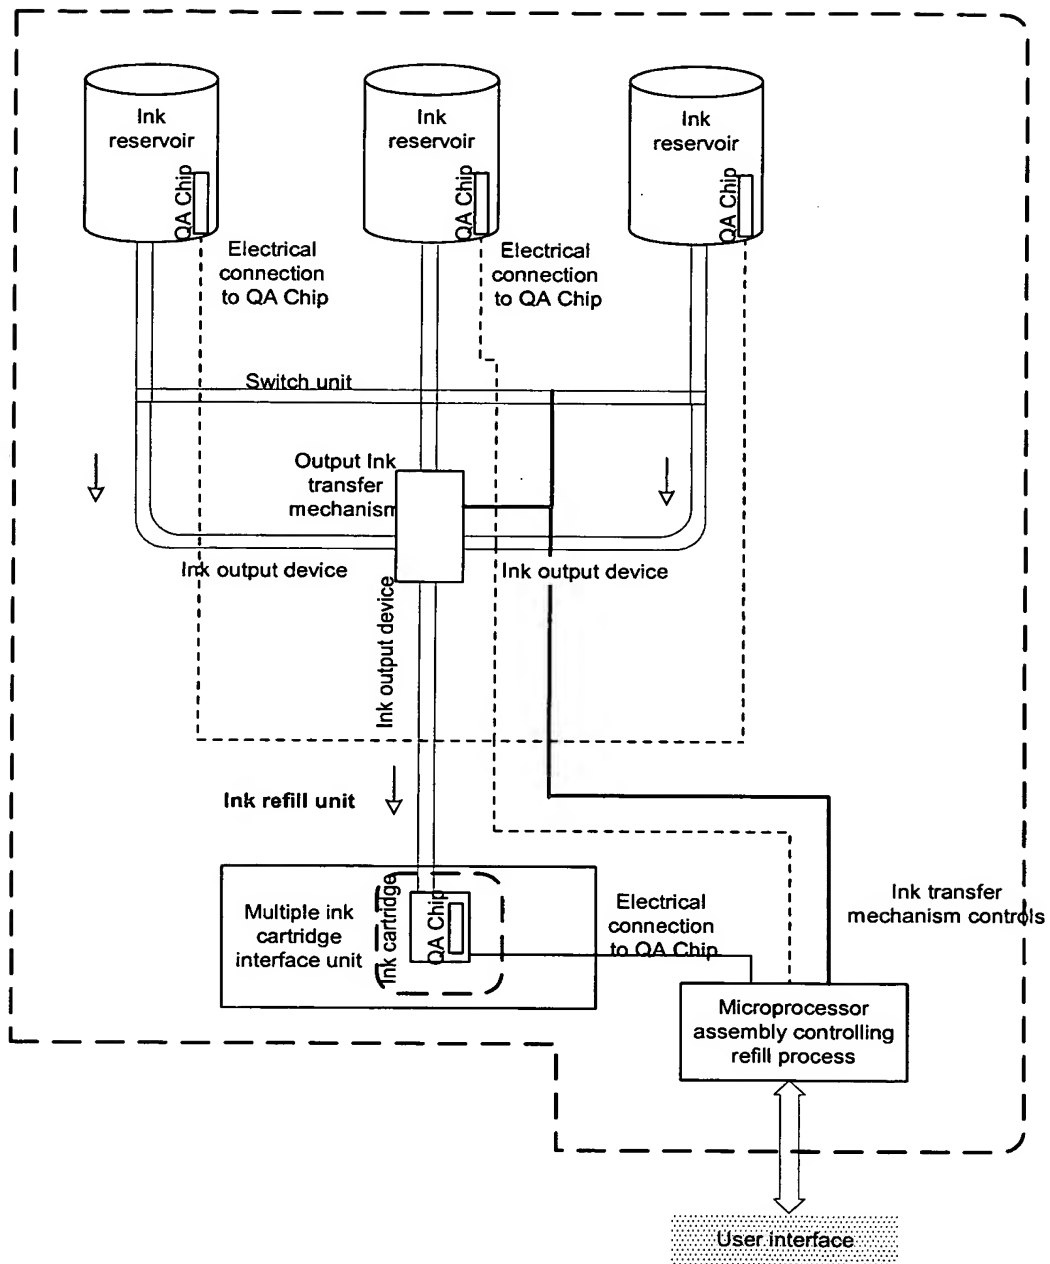 Ink
reservoir
QA Chip
Ink
reservoir
QA Chip
Ink
reservoir
QA Chip
Electrical
connection
to QA Chip
Electrical
connection
to QA Chip
Switch unit
Output Ink
transfer
mechanism
Ink output device
Ink output device
Ink output device
Ink refill unit
Multiple ink
cartridge
interface unit
Ink cartridge
QA Chip
Electrical
connection
to QA Chip
Ink transfer
mechanism controls
Microprocessor
assembly controlling
refill process
User interface